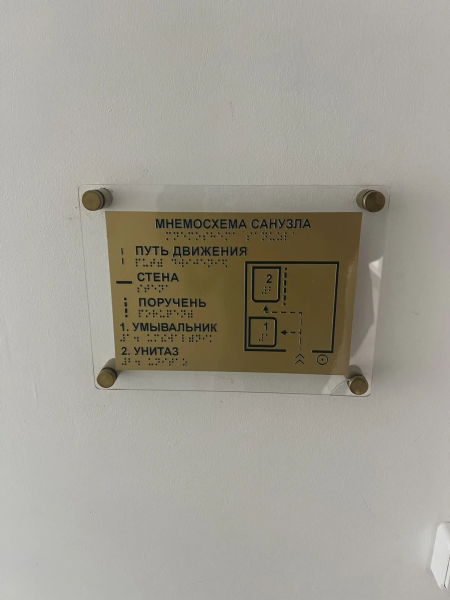 МНЕМОСХЕМА САНУЗЛА
ПУТЬ ДВИЖЕНИЯ
СТЕНА
ПОРУЧЕНЬ
1. УМЫВАЛЬНИК
2. УНИТАЗ
2
1